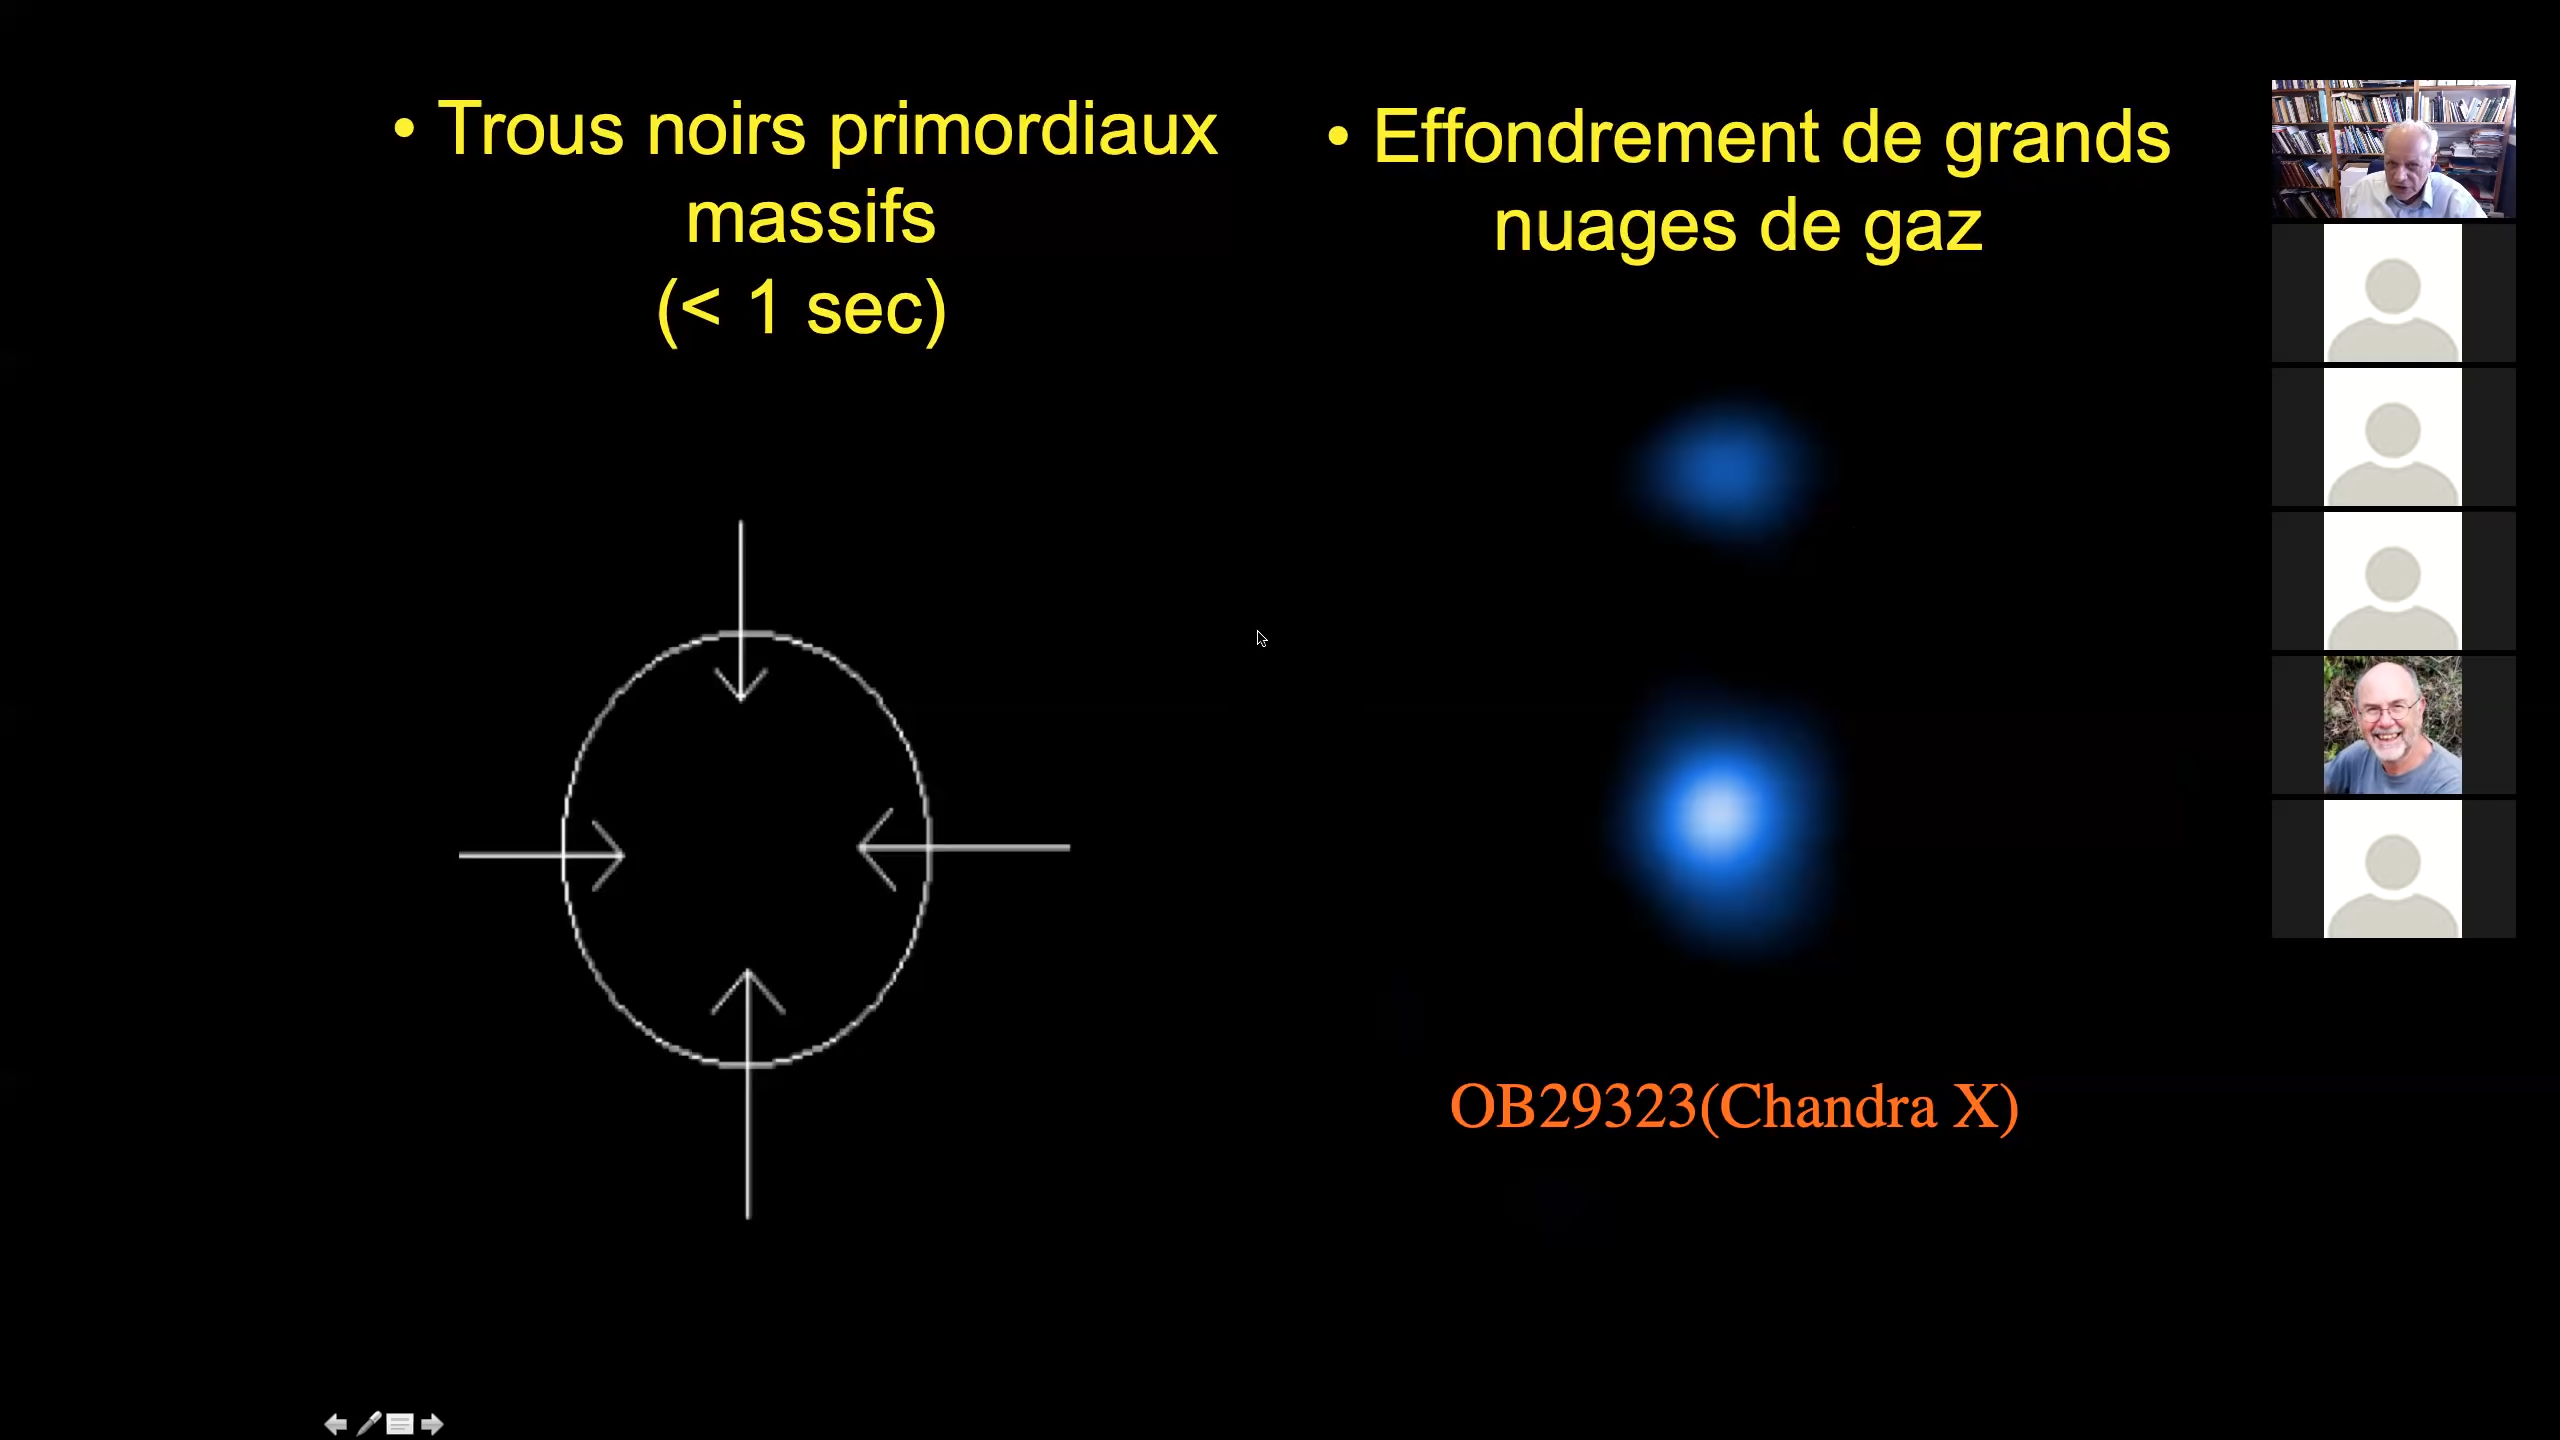 • Trous noirs primordiaux
massifs
(< 1 sec)
• Effondrement de grands
nuages de gaz
OB29323(Chandra X)